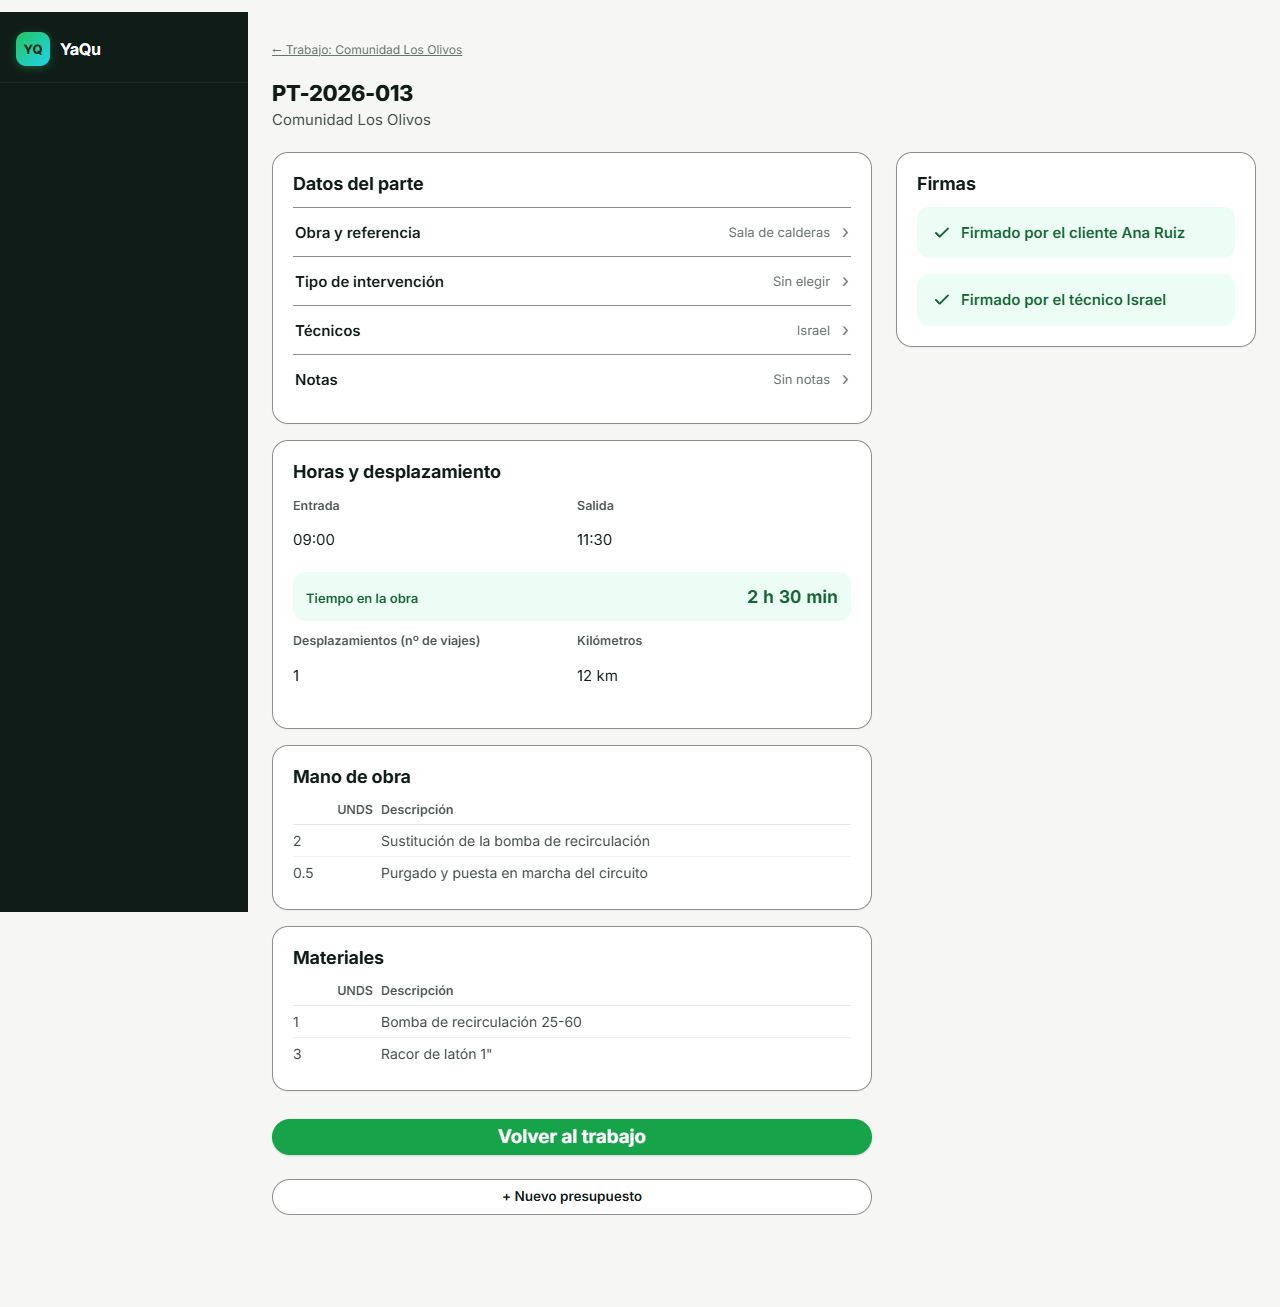 YQ YaQu
← Trabajo: Comunidad Los Olivos
PT-2026-013
Comunidad Los Olivos
Datos del parte
Obra y referencia Sala de calderas
Tipo de intervención Sin elegir
Técnicos Israel
Notas Sin notas
Firmas
Firmado por el cliente Ana Ruiz
Firmado por el técnico Israel
Horas y desplazamiento
Entrada Salida
09:00 11:30
Tiempo en la obra 2 h 30 min
Desplazamientos (nº de viajes) Kilómetros
1 12 km
Mano de obra
UNDS Descripción
2 Sustitución de la bomba de recirculación
0.5 Purgado y puesta en marcha del circuito
Materiales
UNDS Descripción
1 Bomba de recirculación 25-60
3 Racor de latón 1"
Volver al trabajo
+ Nuevo presupuesto